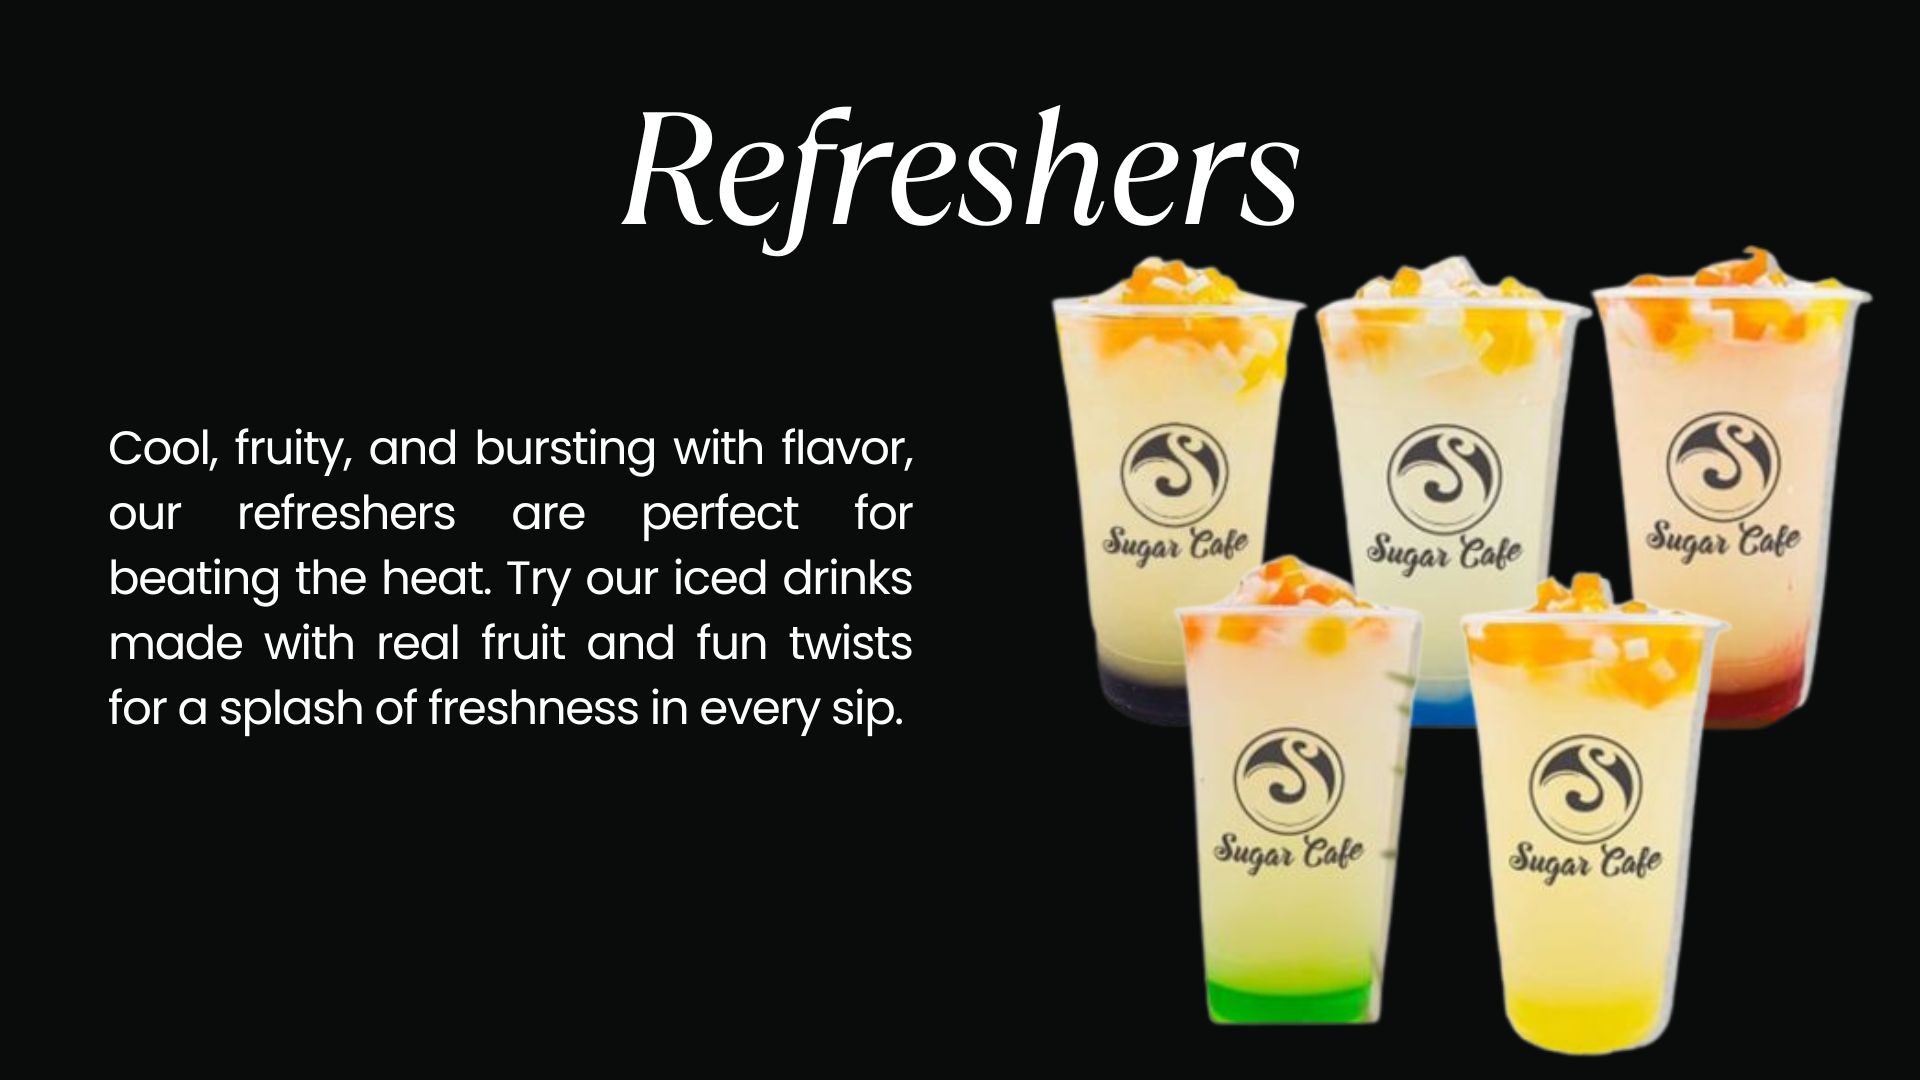 Refreshers
Cool, fruity, and bursting with flavor,
our refreshers are perfect for
beating the heat. Try our iced drinks
made with real fruit and fun twists
for a splash of freshness in every sip.
Sugar Cafe
Sugar Cafe
Sugar Cafe
Sugar Cafe
Sugar Cafe